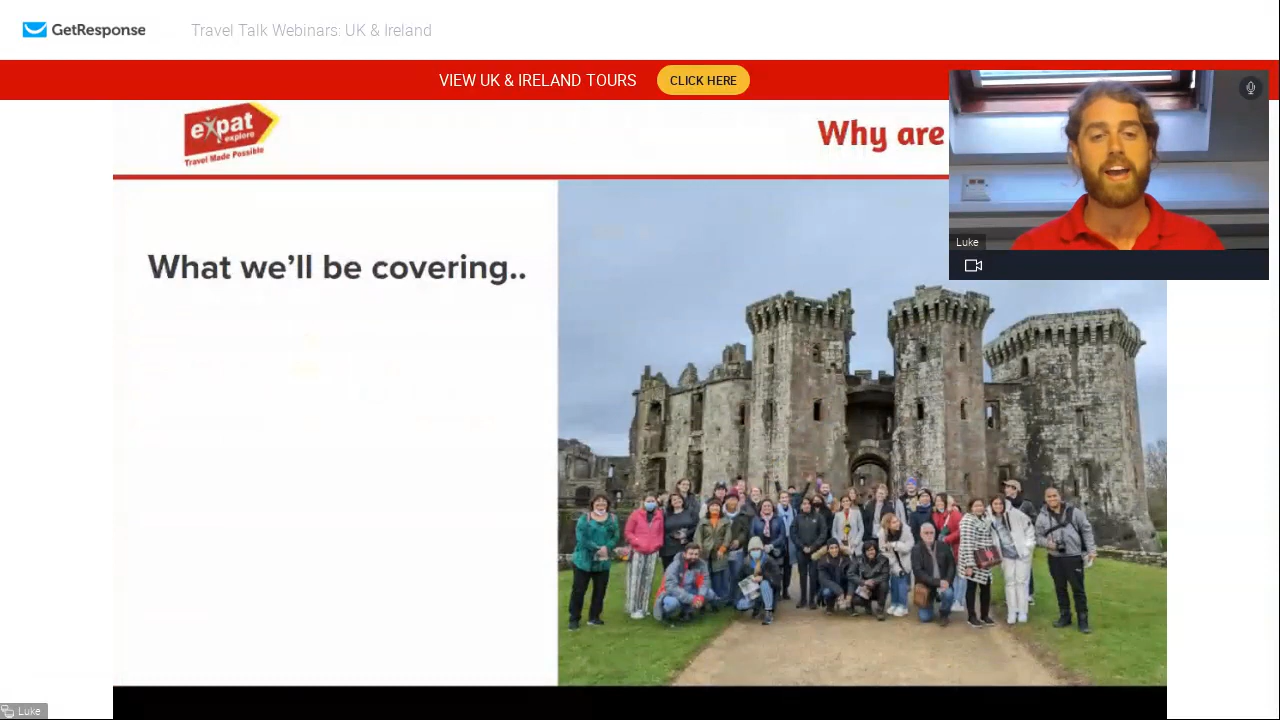 GetResponse
Travel Talk Webinars: UK & Ireland
VIEW UK & IRELAND TOURS
CLICK HERE
expat
explore
Travel Made Possible
Why are
Luke
What we'll be covering..
Luke